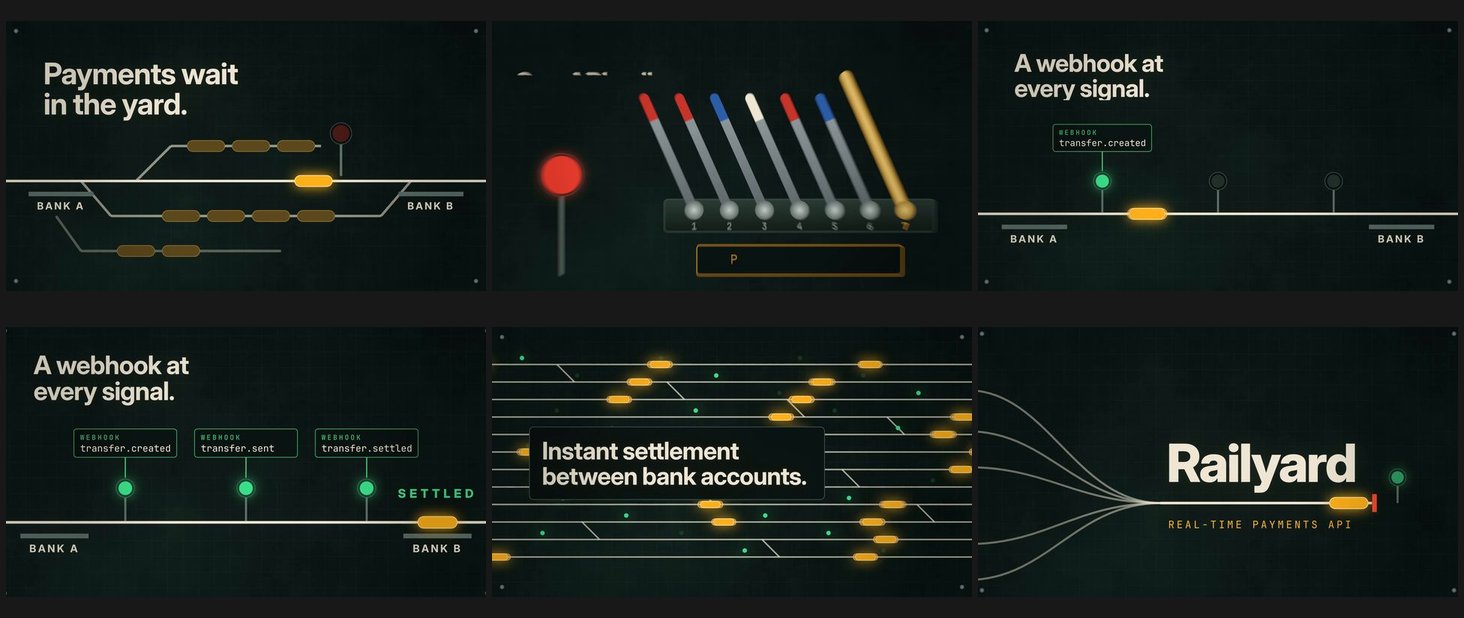 Payments wait
in the yard.
BANK A
BANK B
1 2 3 4 5 6
P
A webhook at
every signal.
WEBHOOK
transfer.created
BANK A
BANK B
A webhook at
every signal.
WEBHOOK
transfer.created
WEBHOOK
transfer.sent
WEBHOOK
transfer.settled
SETTLED
BANK A
BANK B
Instant settlement
between bank accounts.
Railyard
REAL-TIME PAYMENTS API